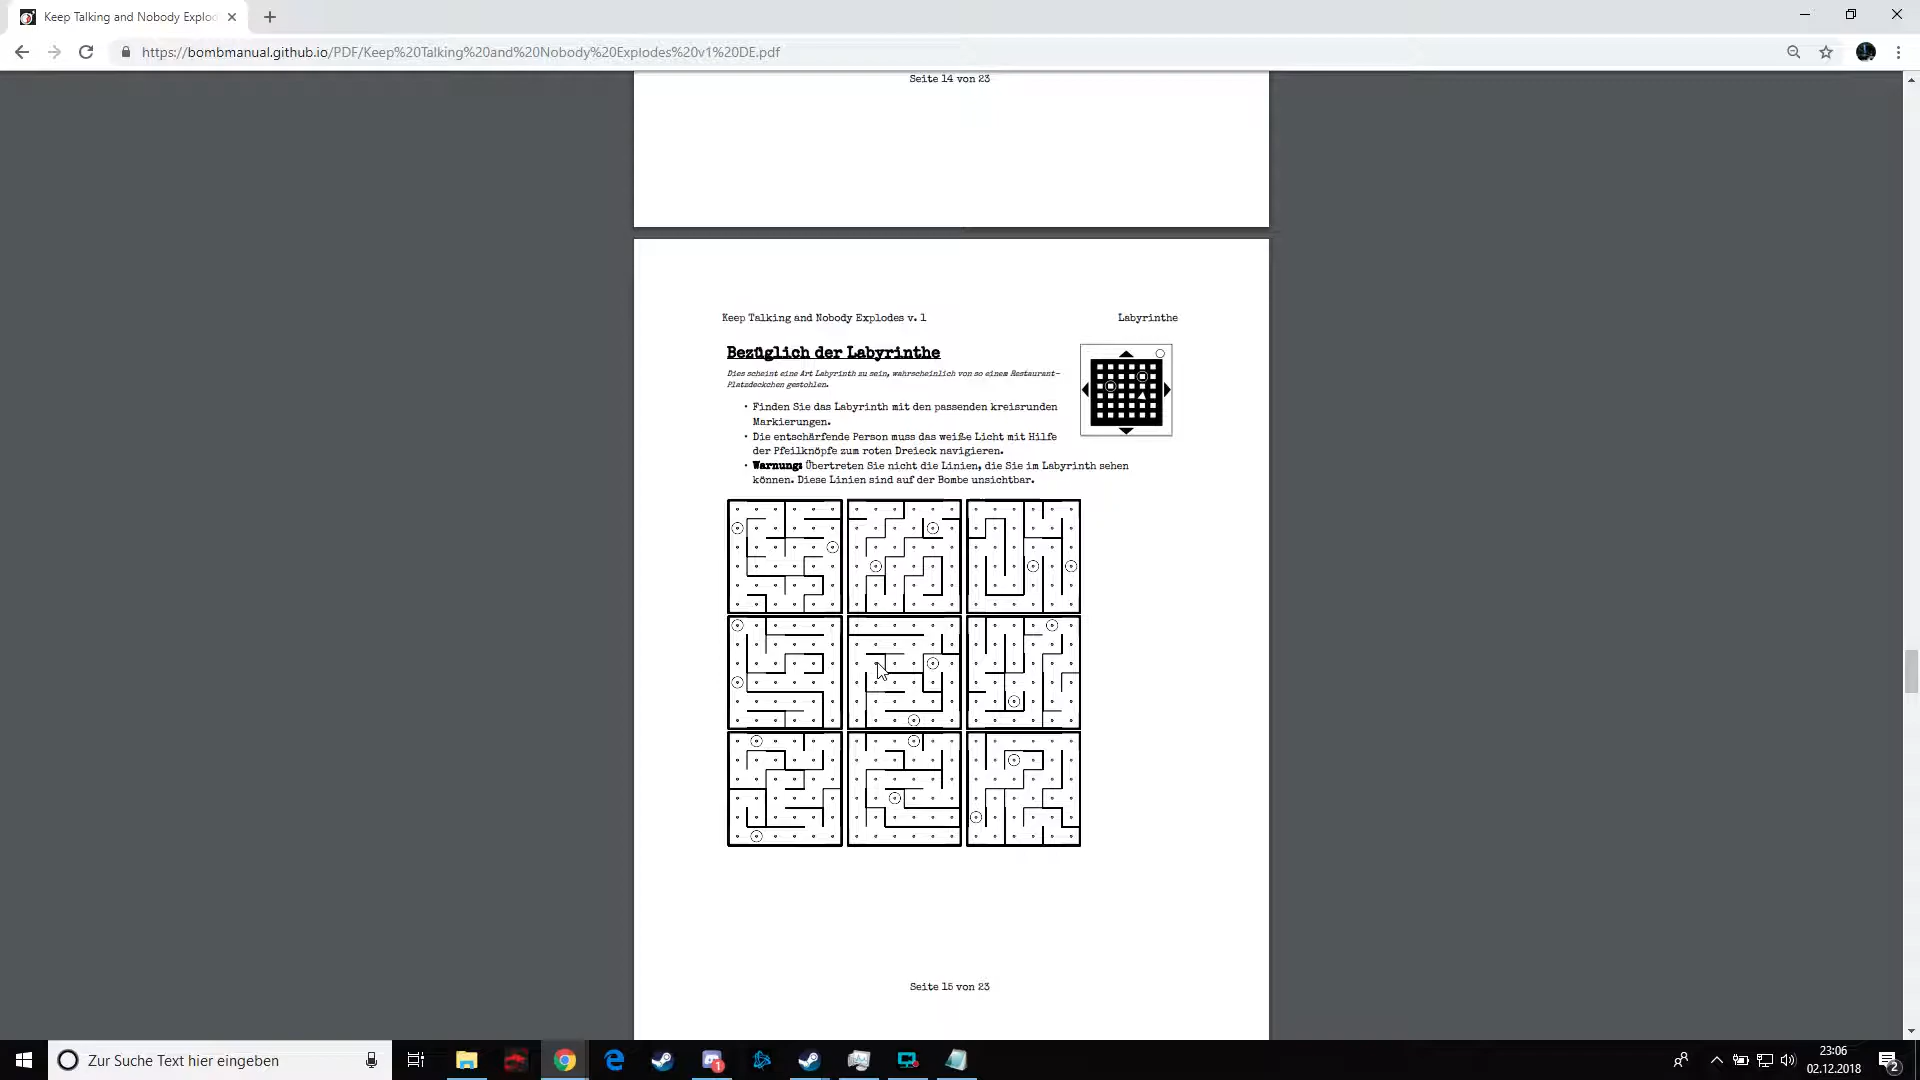 Keep Talking and Nobody Explo
https://bombmanual.github.io/PDF/Keep%20Talking%20and%20Nobody%20Explodes%20v1%20DE.pdf
Seite 14 von 23
Keep Talking and Nobody Explodes v. 1
Labyrinthe
Bezüglich der Labyrinthe
Dies scheint eine Art Labyrinth zu sein, wahrscheinlich von so einem Restaurant-
Platzdeckchen gestohlen.
• Finden Sie das Labyrinth mit den passenden kreisrunden
Markierungen.
• Die entschärfende Person muss das weiße Licht mit Hilfe
der Pfeilknöpfe zum roten Dreieck navigieren.
• Warnung: Übertreten Sie nicht die Linien, die Sie im Labyrinth sehen
können. Diese Linien sind auf der Bombe unsichtbar.
Seite 15 von 23
Zur Suche Text hier eingeben
1
23:06
02.12.2018
2